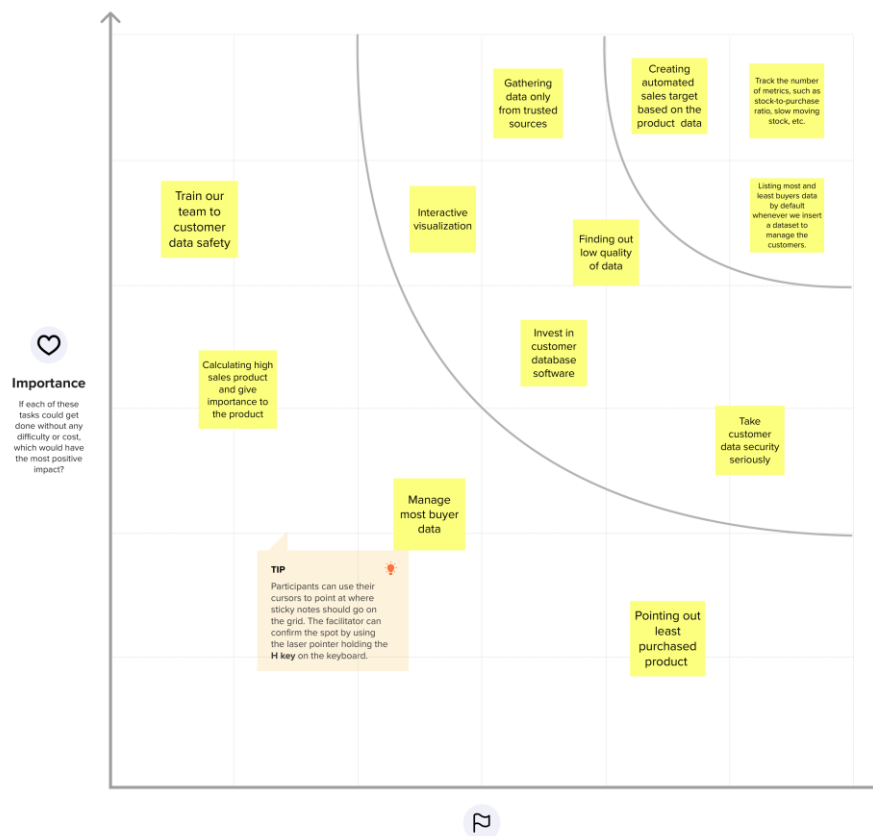 Gathering
data only
from trusted
sources
Creating
automated
sales target
based on the
product data
Track the number
of metrics, such as
stock-to-purchase
ratio, slow moving
stock, etc.
Train our
team to
customer
data safety
Interactive
visualization
Finding out
low quality
of data
Listing most and
least buyers data
by default
whenever we insert
a dataset to
manage the
customers.
Importance
If each of these
tasks could get
done without any
difficulty or cost,
which would have
the most positive
impact?
Calculating high
sales product
and give
importance to
the product
Invest in
customer
database
software
Take
customer
data security
seriously
Manage
most buyer
data
TIP
Participants can use their
cursors to point at where
sticky notes should go on
the grid. The facilitator can
confirm the spot by using
the laser pointer holding the
H key on the keyboard.
Pointing out
least
purchased
product